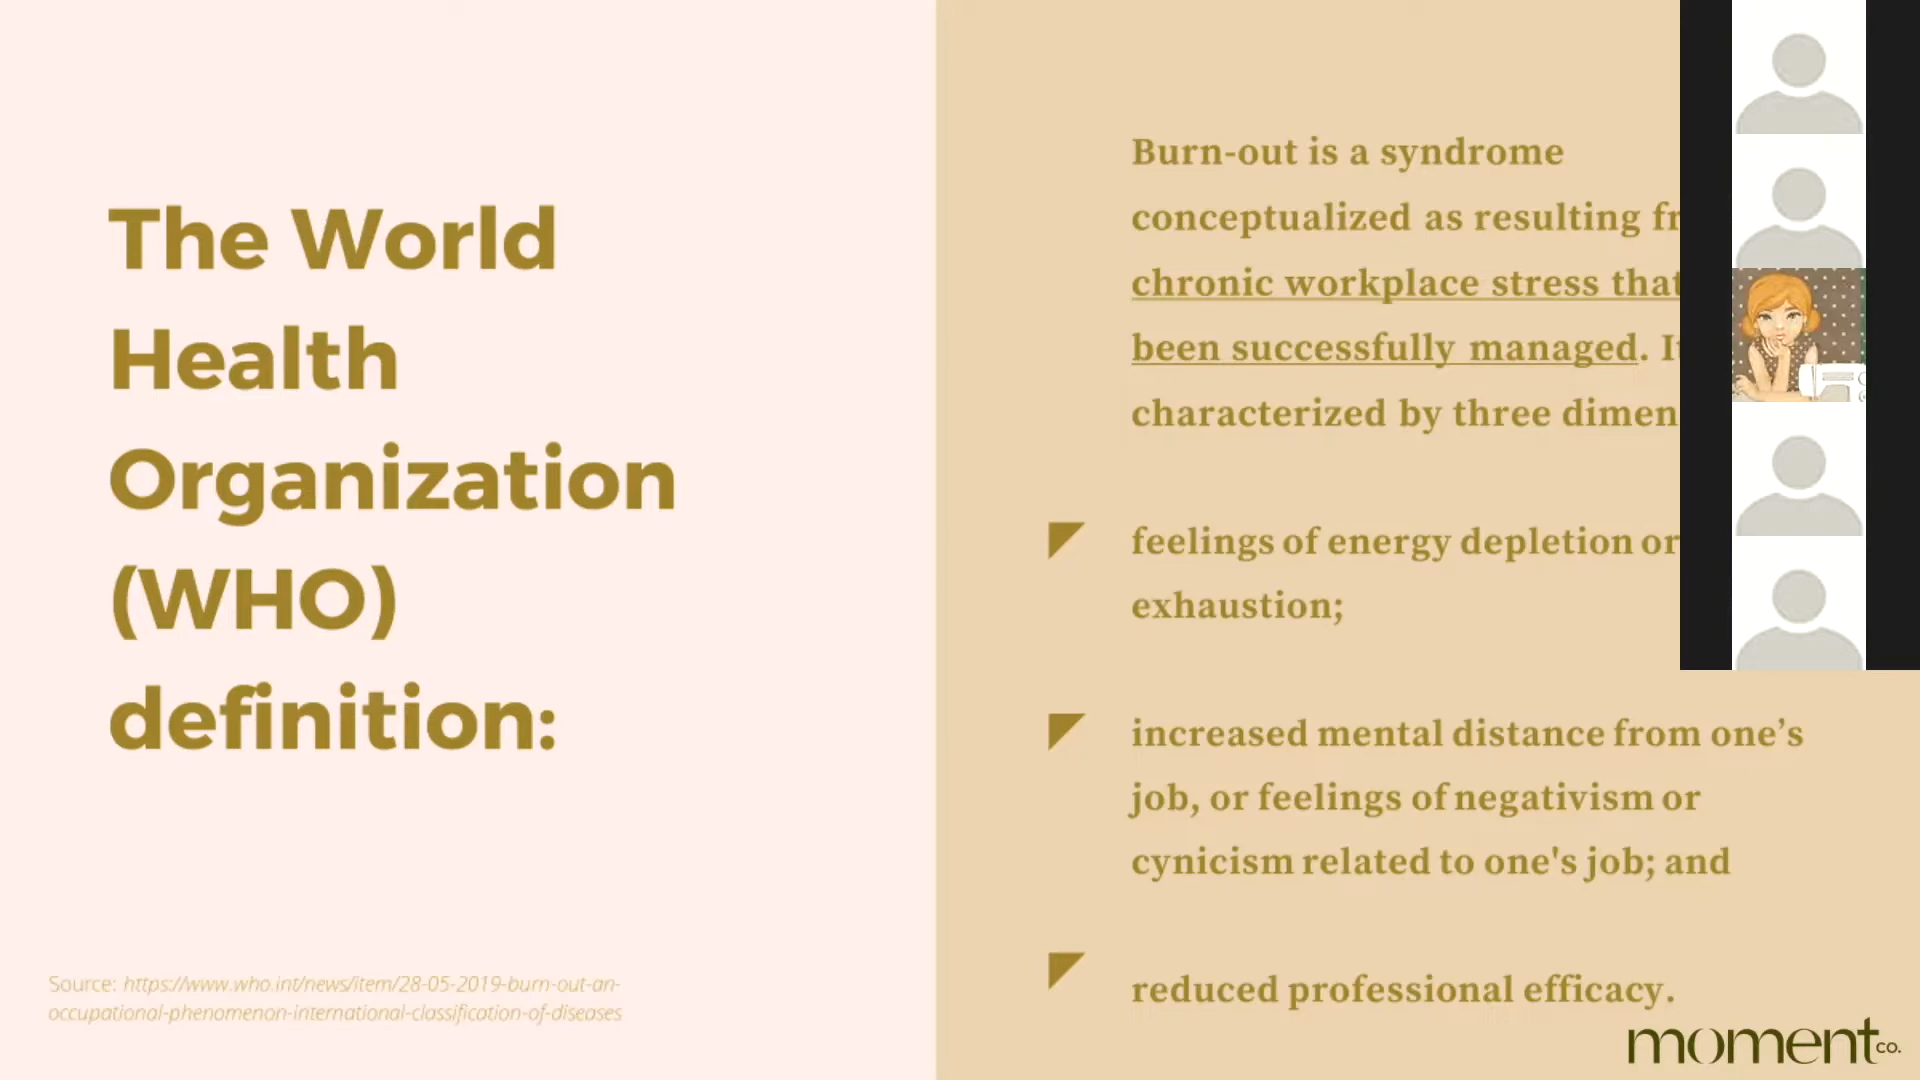 The World
Health
Organization
(WHO)
definition:
Source: https://www.who.int/news/item/28-05-2019-burn-out-an-
occupational-phenomenon-international-classification-of-diseases
Burn-out is a syndrome
conceptualized as resulting fr
chronic workplace stress that
been successfully managed. I
characterized by three dimen
feelings of energy depletion or
exhaustion;
increased mental distance from one’s
job, or feelings of negativism or
cynicism related to one's job; and
reduced professional efficacy.
moment co.